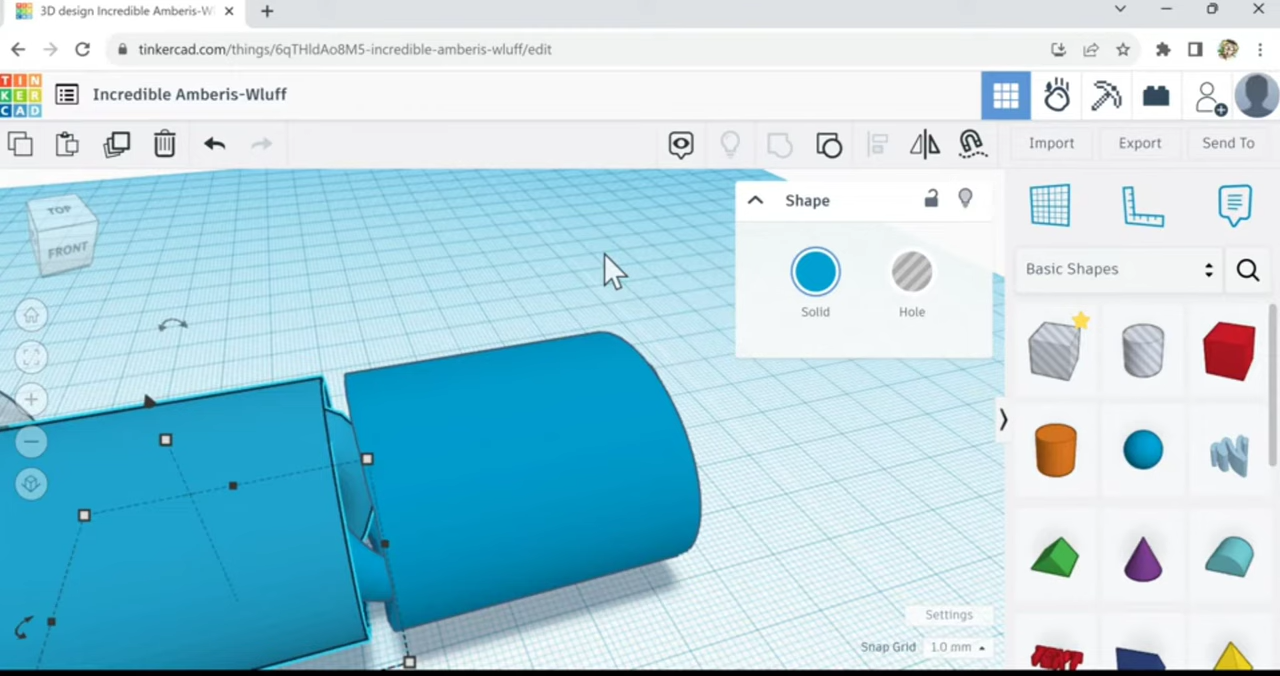 3D design Incredible Amberis-W
tinkercad.com/things/6qTHldAo8M5-incredible-amberis-wluff/edit
TIN
KER
CAD
Incredible Amberis-Wluff
Import
Export
Send To
TOP
FRONT
Shape
Solid
Hole
Basic Shapes
TEXT
Settings
Snap Grid 1.0 mm